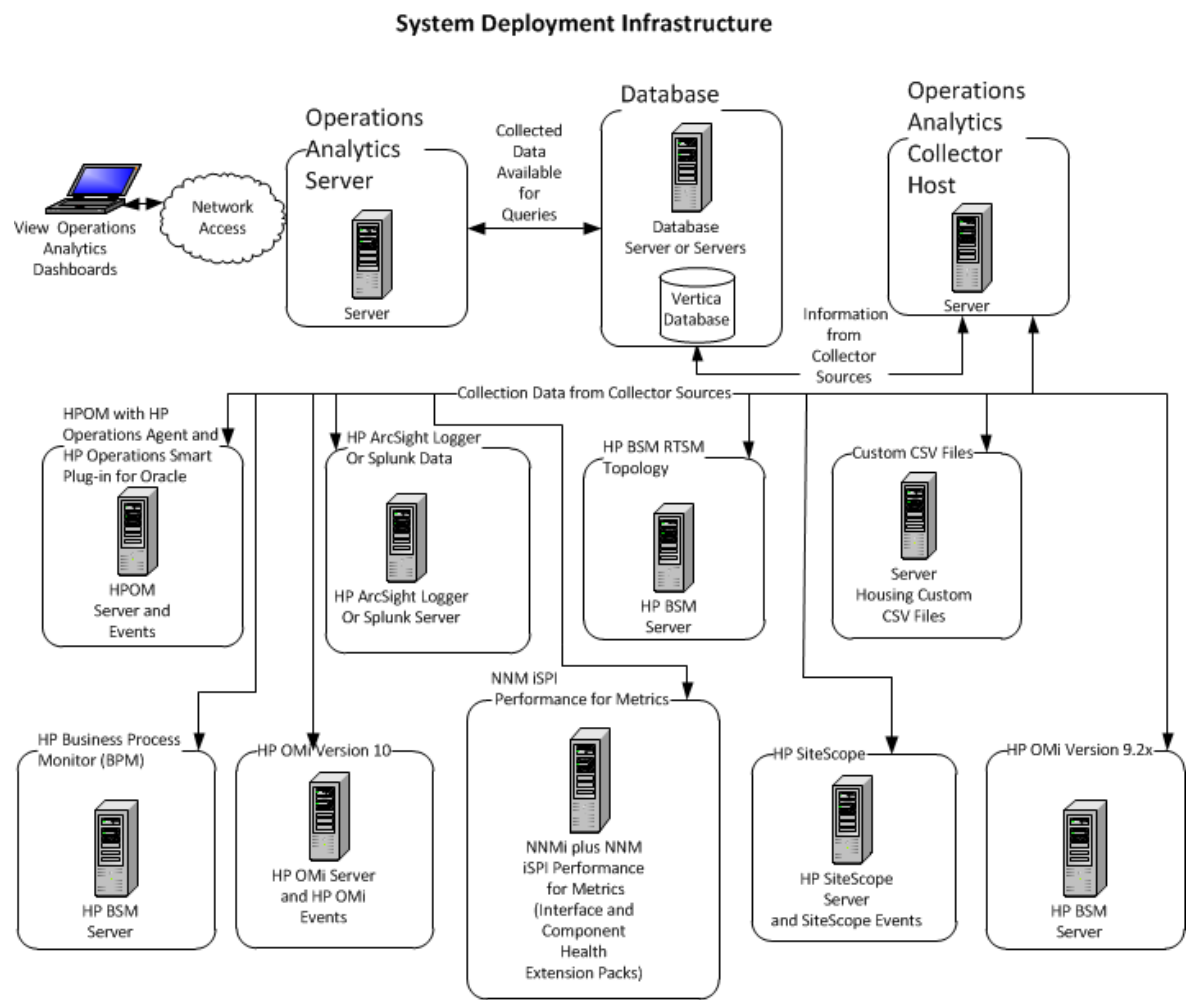 System Deployment Infrastructure
Operations
Analytics
Server
Server
View Operations
Analytics
Dashboards
Network
Access
Collected
Data
Available
for
Queries
Database
Database
Server or Servers
Vertica
Database
Operations
Analytics
Collector
Host
Server
Information
from
Collector
Sources
Collection Data from Collector Sources
HPOM with HP
Operations Agent and
HP Operations Smart
Plug-in for Oracle
HPOM
Server and
Events
HP ArcSight Logger
Or Splunk Data
HP ArcSight Logger
Or Splunk Server
HP BSM RTSM
Topology
HP BSM
Server
Custom CSV Files
Server
Housing Custom
CSV Files
HP Business Process
Monitor (BPM)
HP BSM
Server
HP OMi Version 10
HP OMi Server
and HP OMi
Events
NNM iSPI
Performance for Metrics
NNMi plus NNM
iSPI Performance
for Metrics
(Interface and
Component
Health
Extension Packs)
HP SiteScope
HP SiteScope
Server
and SiteScope Events
HP OMi Version 9.2x
HP BSM
Server